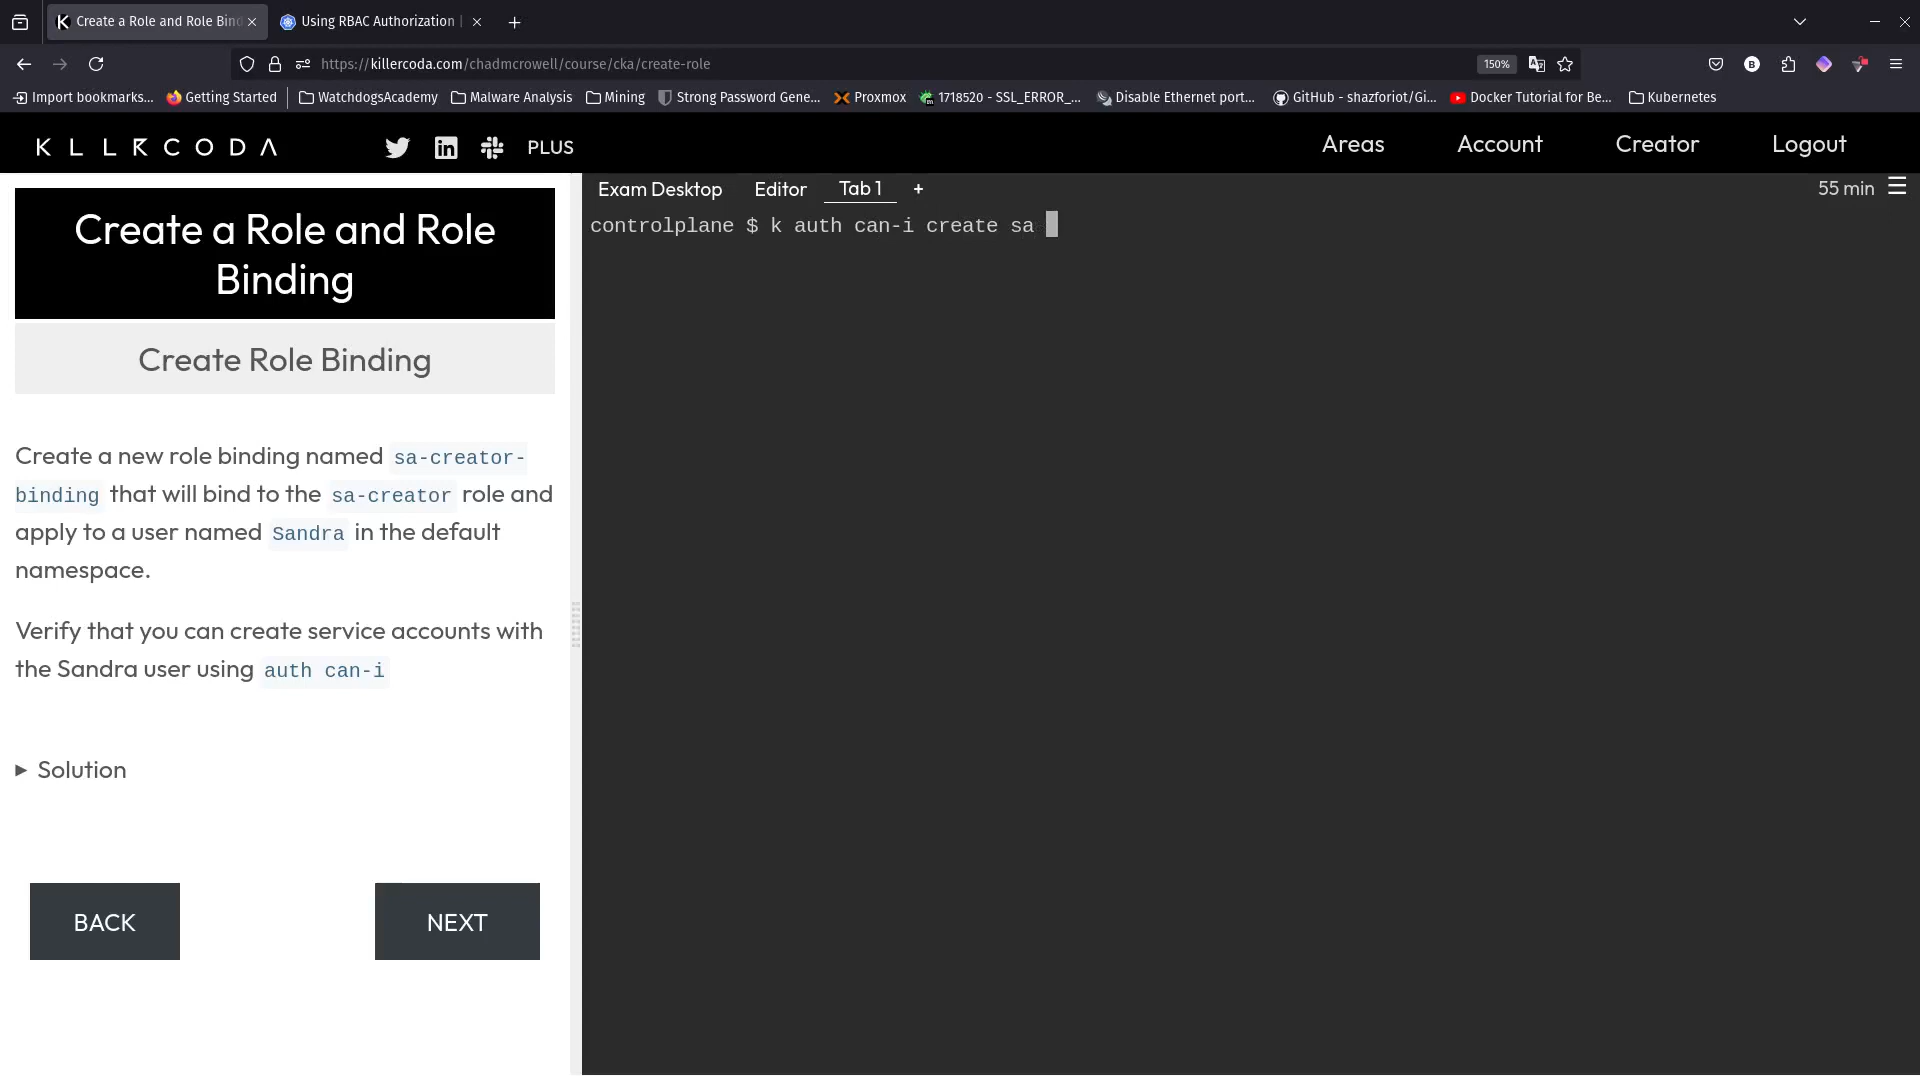 Create a Role and Role Bind
Using RBAC Authorization |
https://killercoda.com/chadmcrowell/course/cka/create-role
150%
Import bookmarks...
Getting Started
WatchdogsAcademy
Malware Analysis
Mining
Strong Password Gene...
Proxmox
1718520 - SSL_ERROR_...
Disable Ethernet port...
GitHub - shazforiot/Gi...
Docker Tutorial for Be...
Kubernetes
KLLRCODA
PLUS
Areas
Account
Creator
Logout
Create a Role and Role
Binding
Create Role Binding
Create a new role binding named sa-creator-
binding that will bind to the sa-creator role and
apply to a user named Sandra in the default
namespace.
Verify that you can create service accounts with
the Sandra user using auth can-i
Solution
BACK
NEXT
Exam Desktop
Editor
Tab 1
+
55 min
controlplane $ k auth can-i create sa